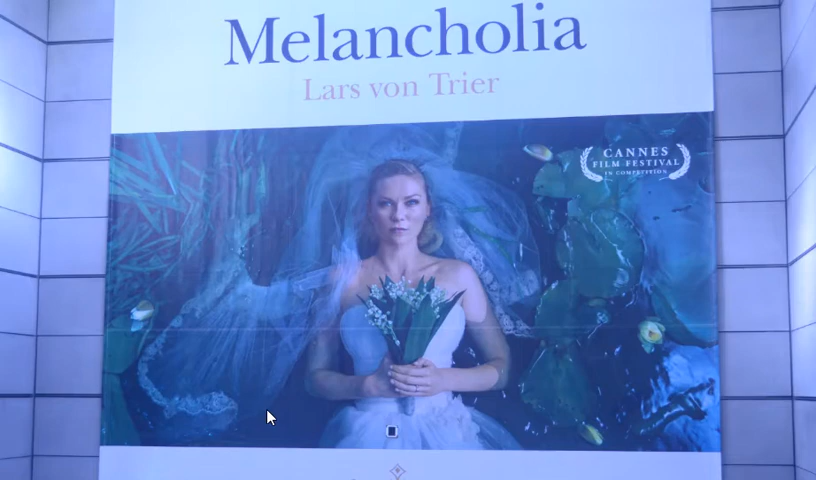 Melancholia
Lars von Trier
CANNES
FILM FESTIVAL
IN COMPETITION